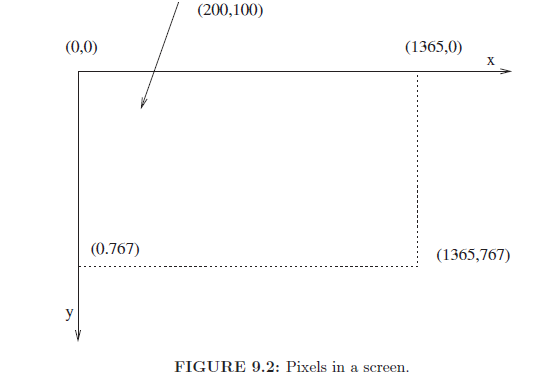 (200,100)
(0,0)
(1365,0)
x
(0.767)
(1365,767)
y
FIGURE 9.2: Pixels in a screen.